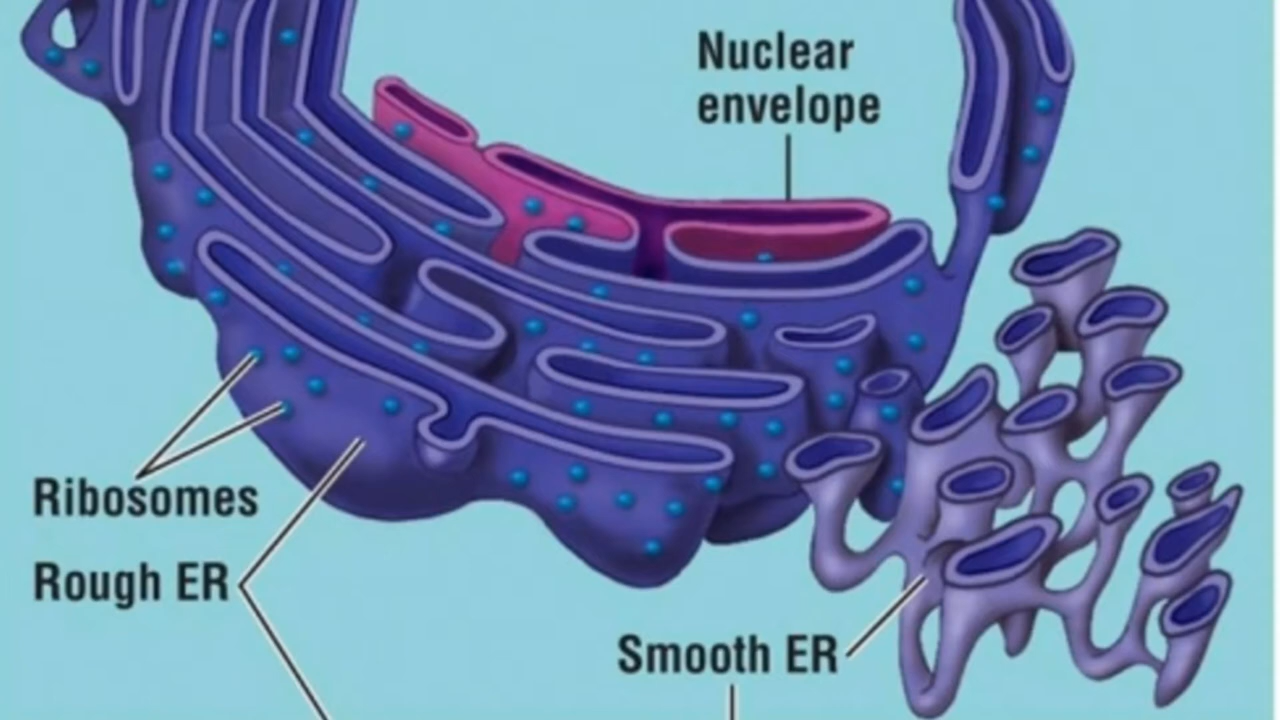 Nuclear
envelope
Ribosomes
Rough ER
Smooth ER